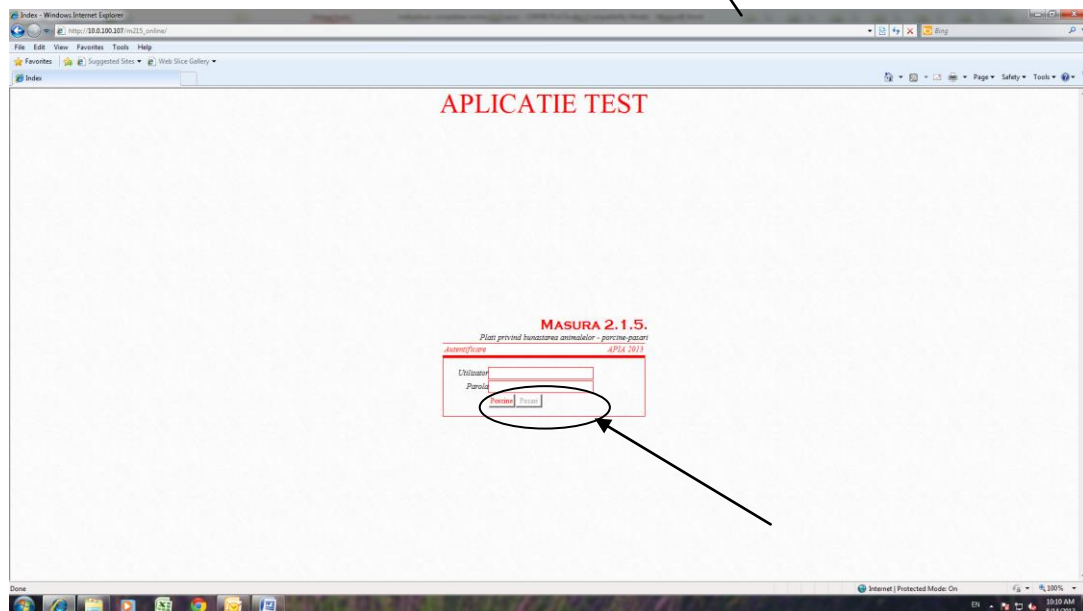 Index - Windows Internet Explorer
http://10.0.100.107/m215_online/
Bing
File Edit View Favorites Tools Help
Favorites Suggested Sites Web Slice Gallery
Index
Page Safety Tools
APLICATIE TEST
MASURA 2.1.5.
Plati privind bunastarea animalelor - porcine-pasari
Autentificare APIA 2013
Utilizator
Parola
Porcine Pasari
Done
Internet | Protected Mode: On
100%
EN
10:10 AM